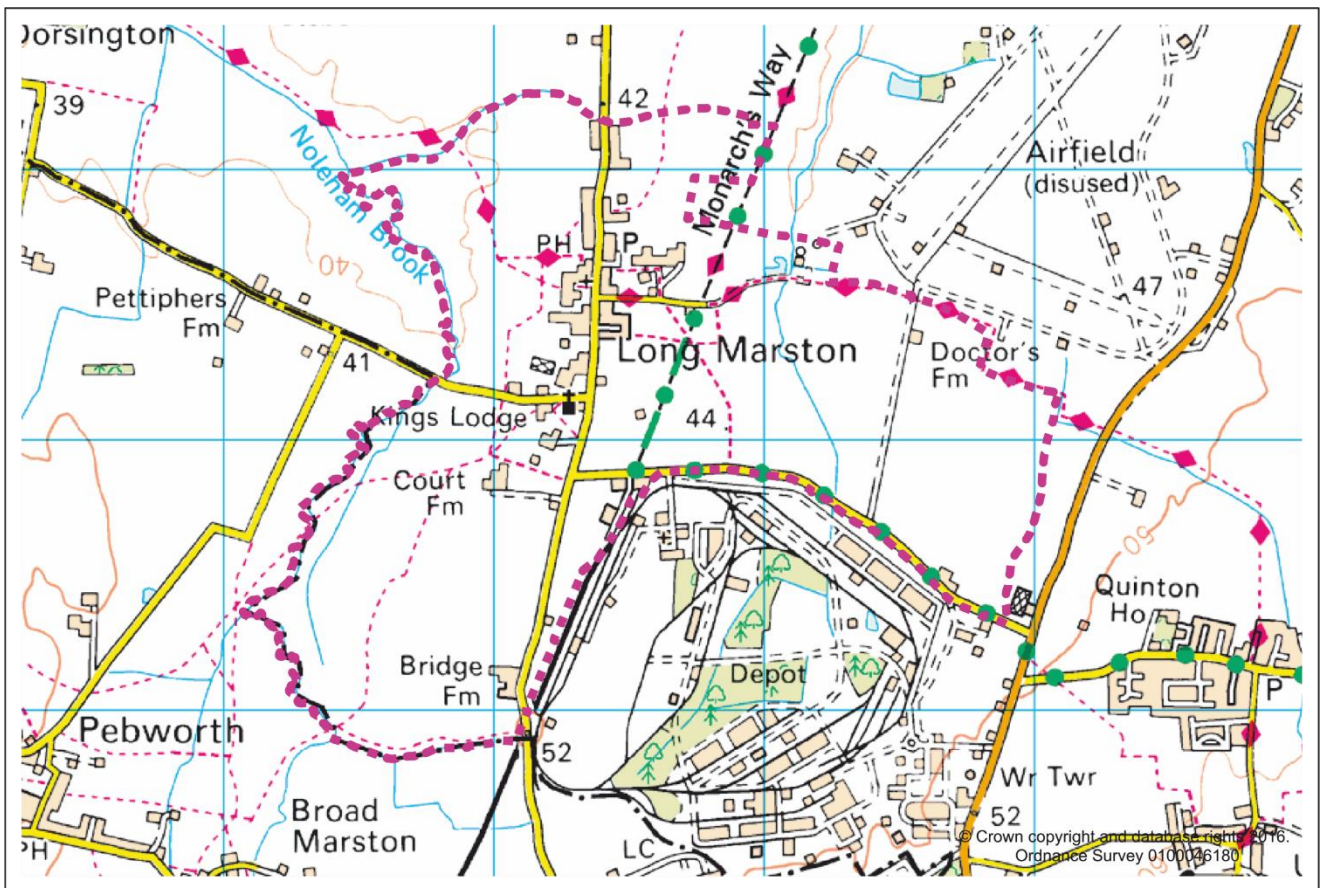 Dorsington
39
42
Monarch's Way
Noleham Brook
Airfield
(disused)
PH
P
40
47
Pettiphers
Fm
41
Long Marston
Doctor's
Fm
Kings Lodge
44
Court
Fm
50
Quinton
Ho
Bridge
Fm
Depot
P
Pebworth
52
Wr Twr
Broad
Marston
52
PH
LC
60
© Crown copyright and database rights 2016.
Ordnance Survey 0100046180